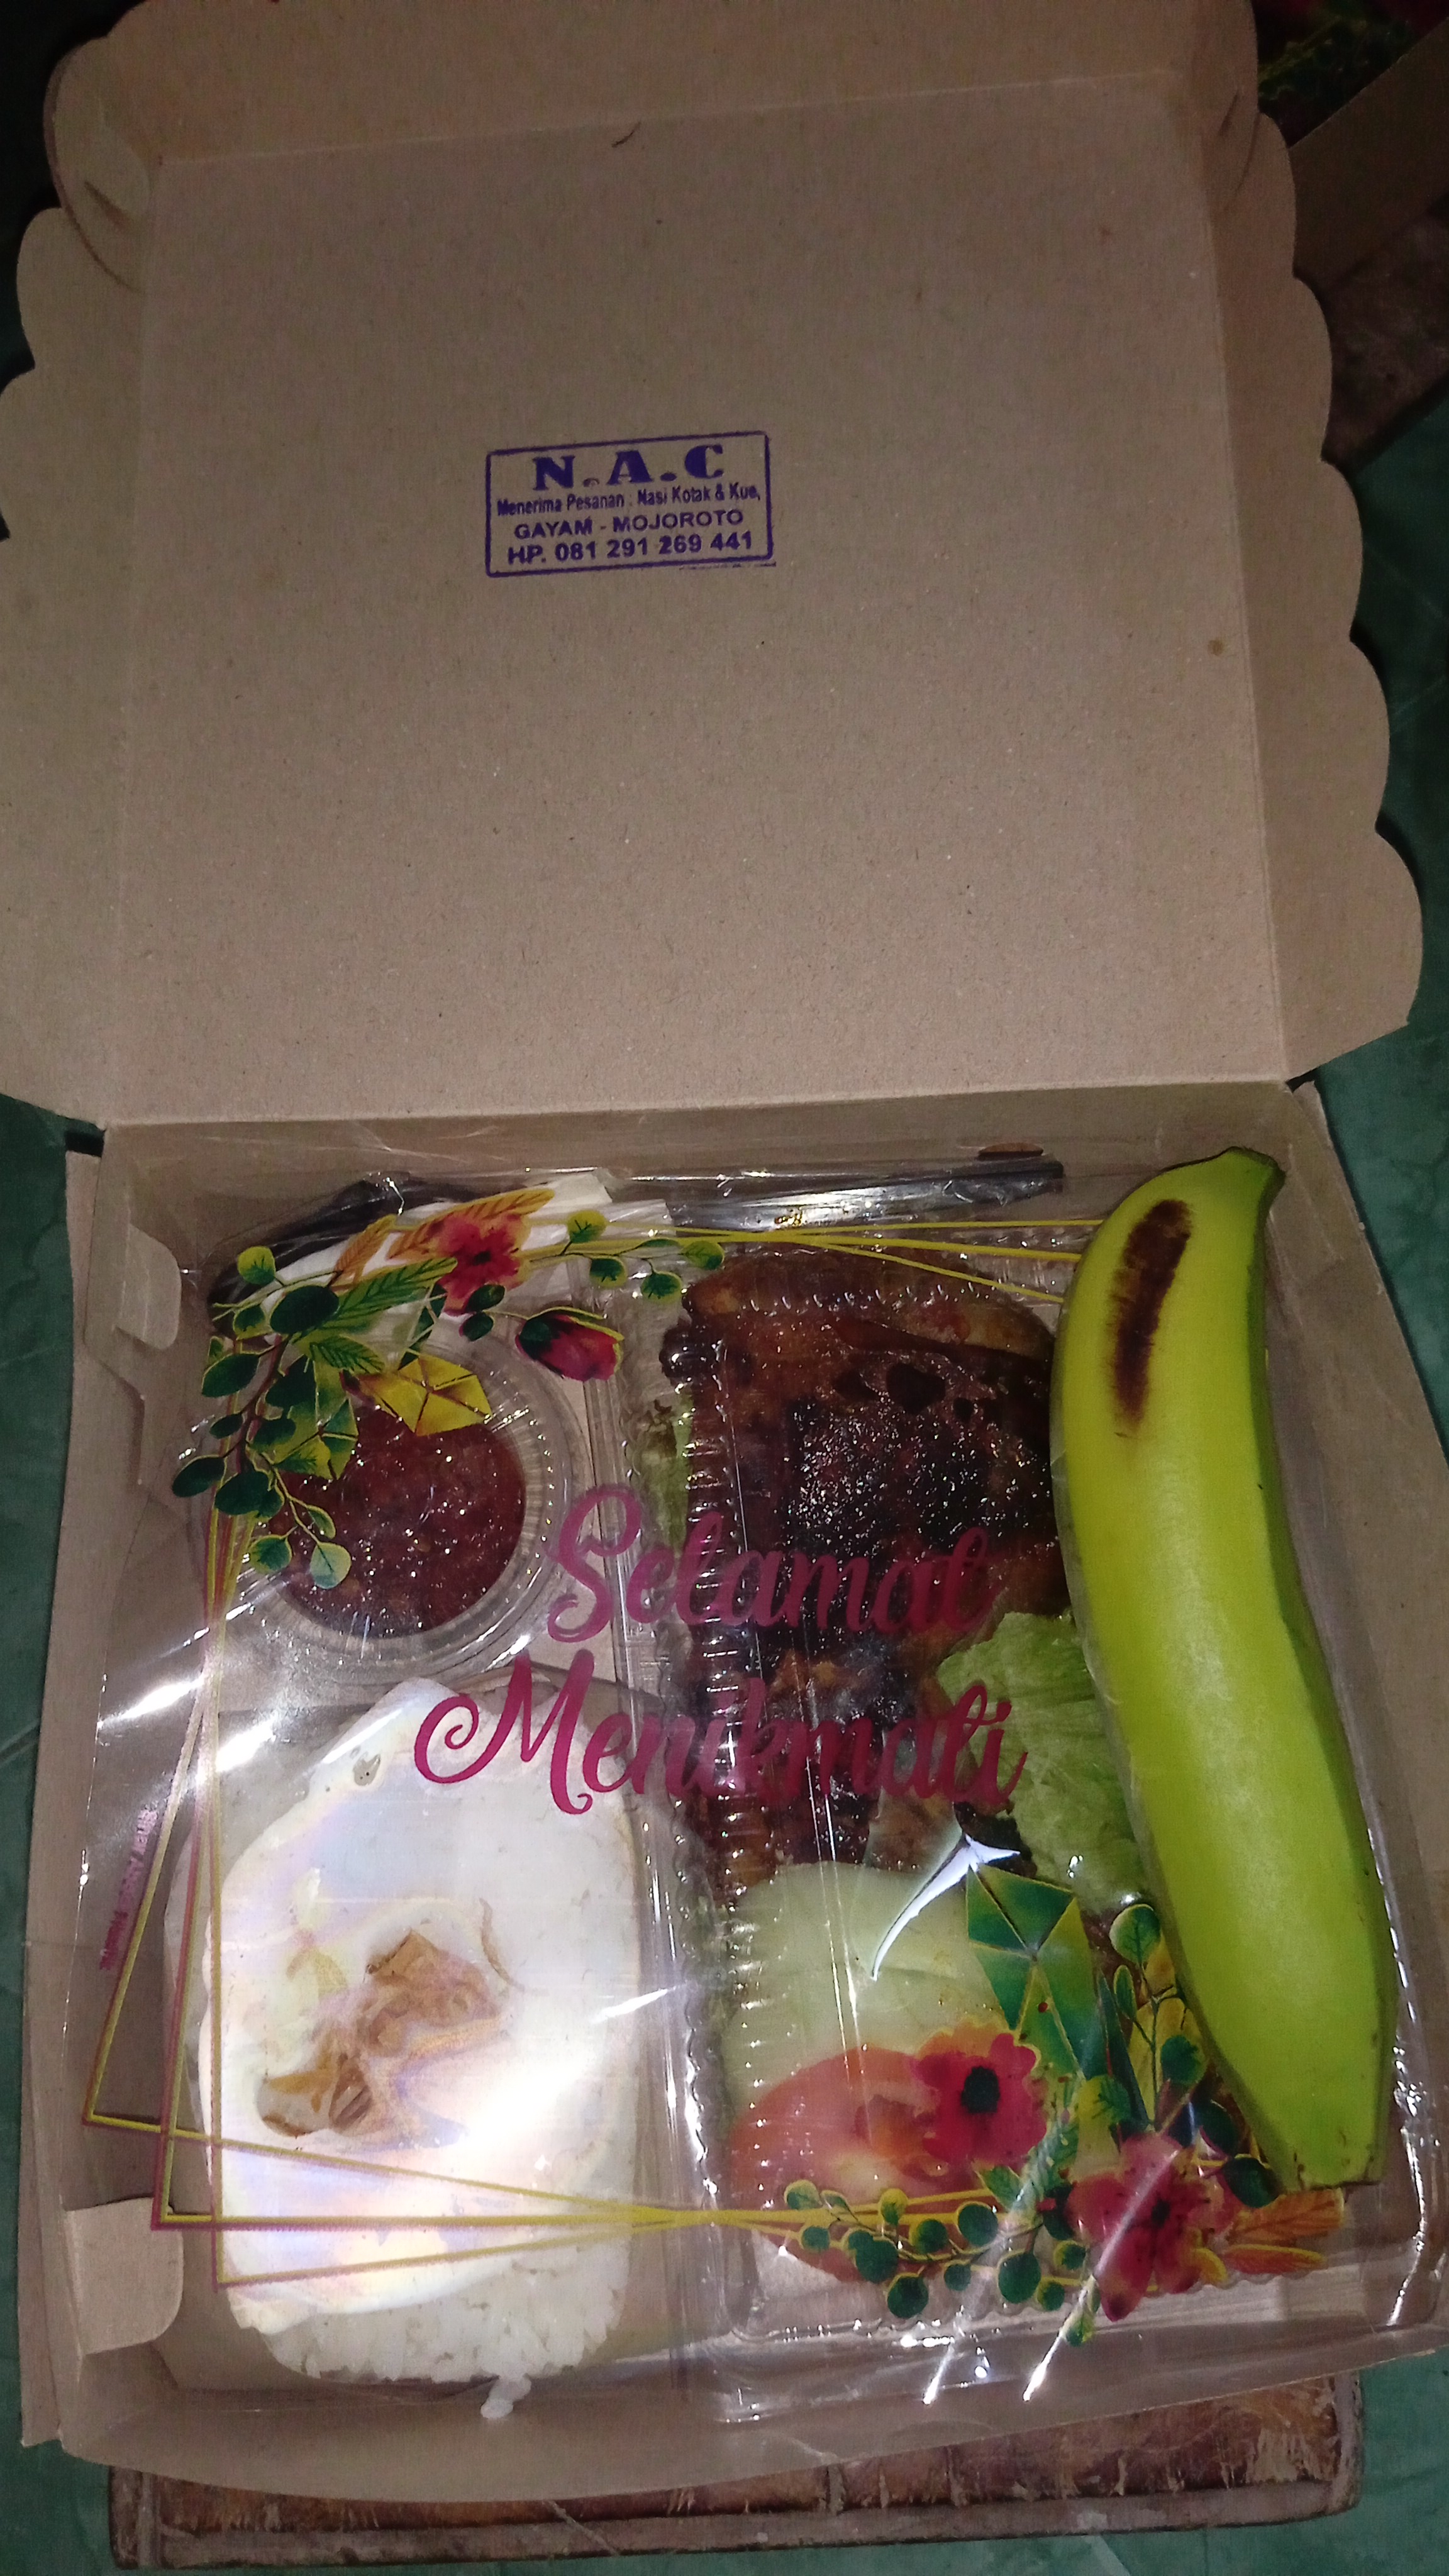 N.A.C
Menerima Pesanan : Nasi Kotak & Kue,
GAYAM - MOJOROTO
HP. 081 291 269 441
Selamat
Menikmati